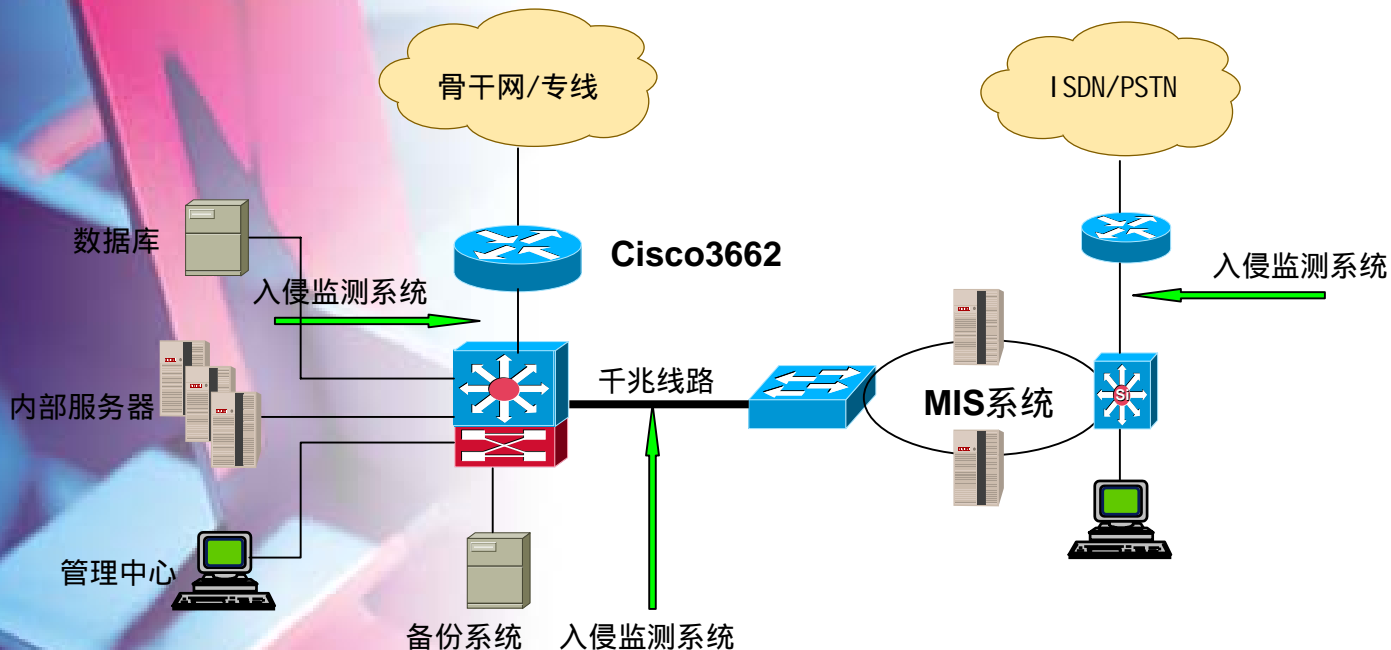 骨干网/专线
ISDN/PSTN
数据库
Cisco3662
入侵监测系统
入侵监测系统
千兆线路
内部服务器
MIS系统
Si
管理中心
备份系统
入侵监测系统